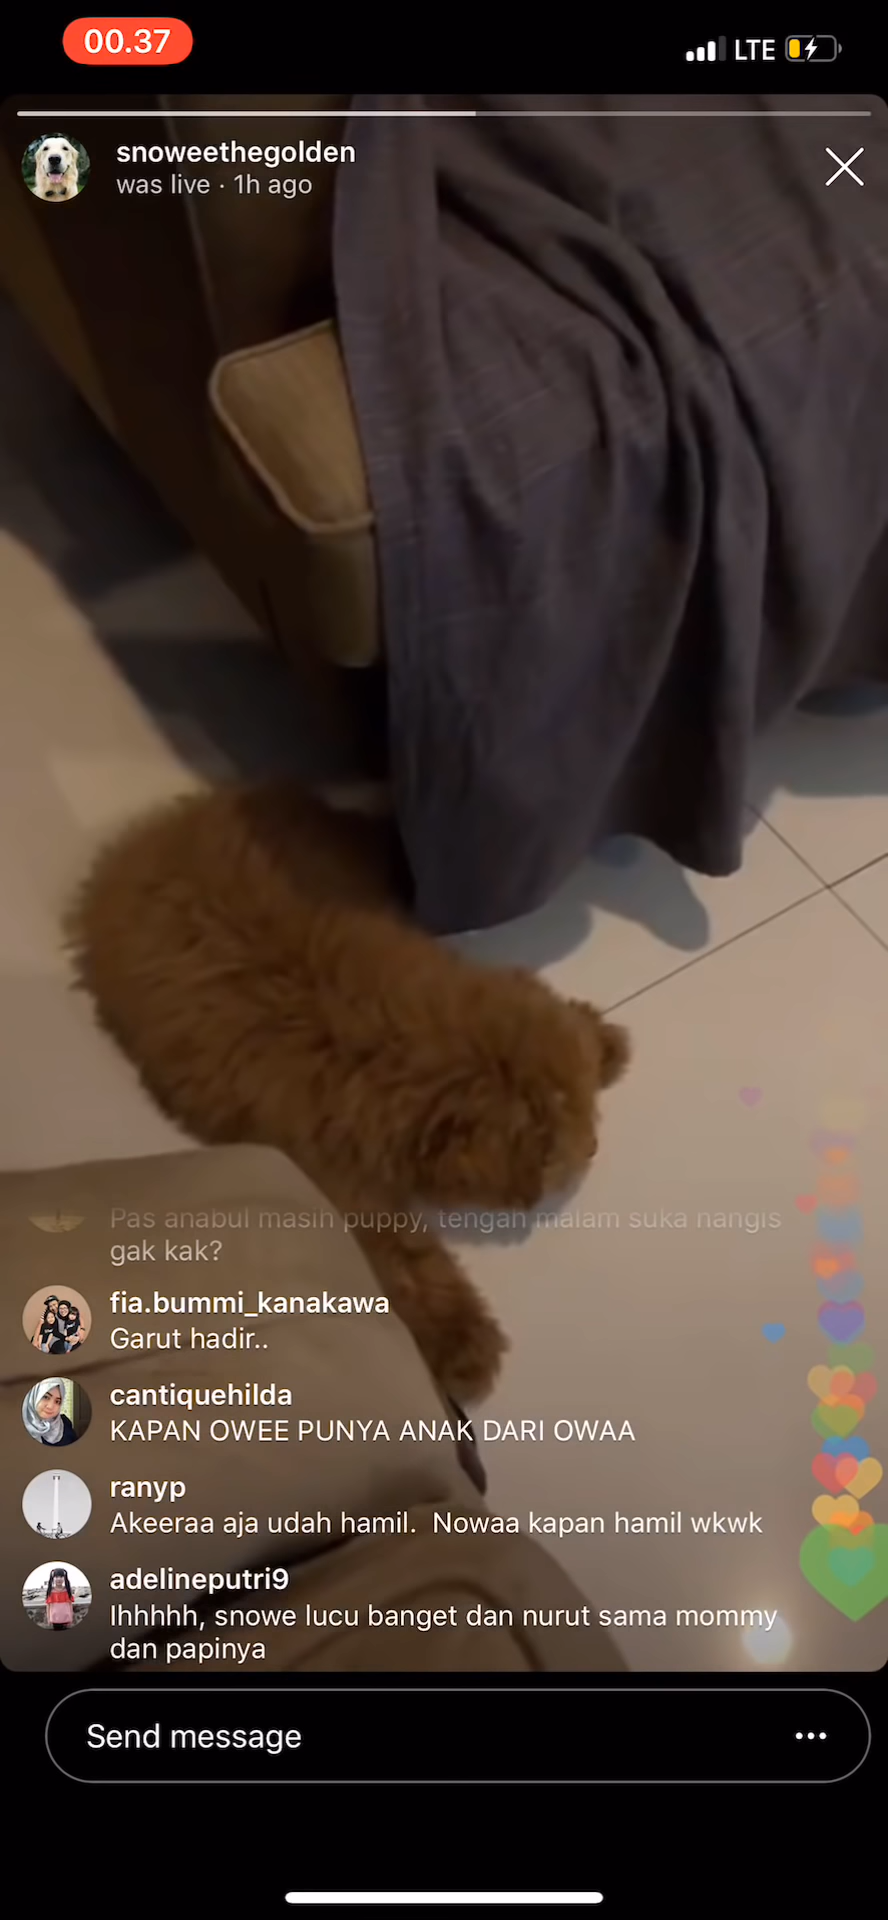 00.37
LTE
snoweethegolden
was live · 1h ago
Pas anabul masih puppy, tengah malam suka nangis
gak kak?
fia.bummi_kanakawa
Garut hadir..
cantiquehilda
KAPAN OWEE PUNYA ANAK DARI OWAA
ranyp
Akeeraa aja udah hamil.  Nowaa kapan hamil wkwk
adelineputri9
Ihhhhh, snowe lucu banget dan nurut sama mommy
dan papinya
Send message